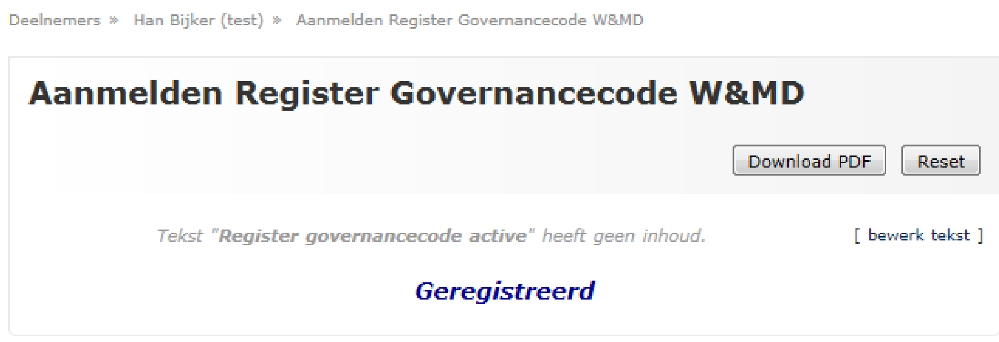 Deelnemers » Han Bijker (test) » Aanmelden Register Governancecode W&MD
Aanmelden Register Governancecode W&MD
Download PDF Reset
Tekst "Register governancecode active" heeft geen inhoud. [ bewerk tekst ]
Geregistreerd